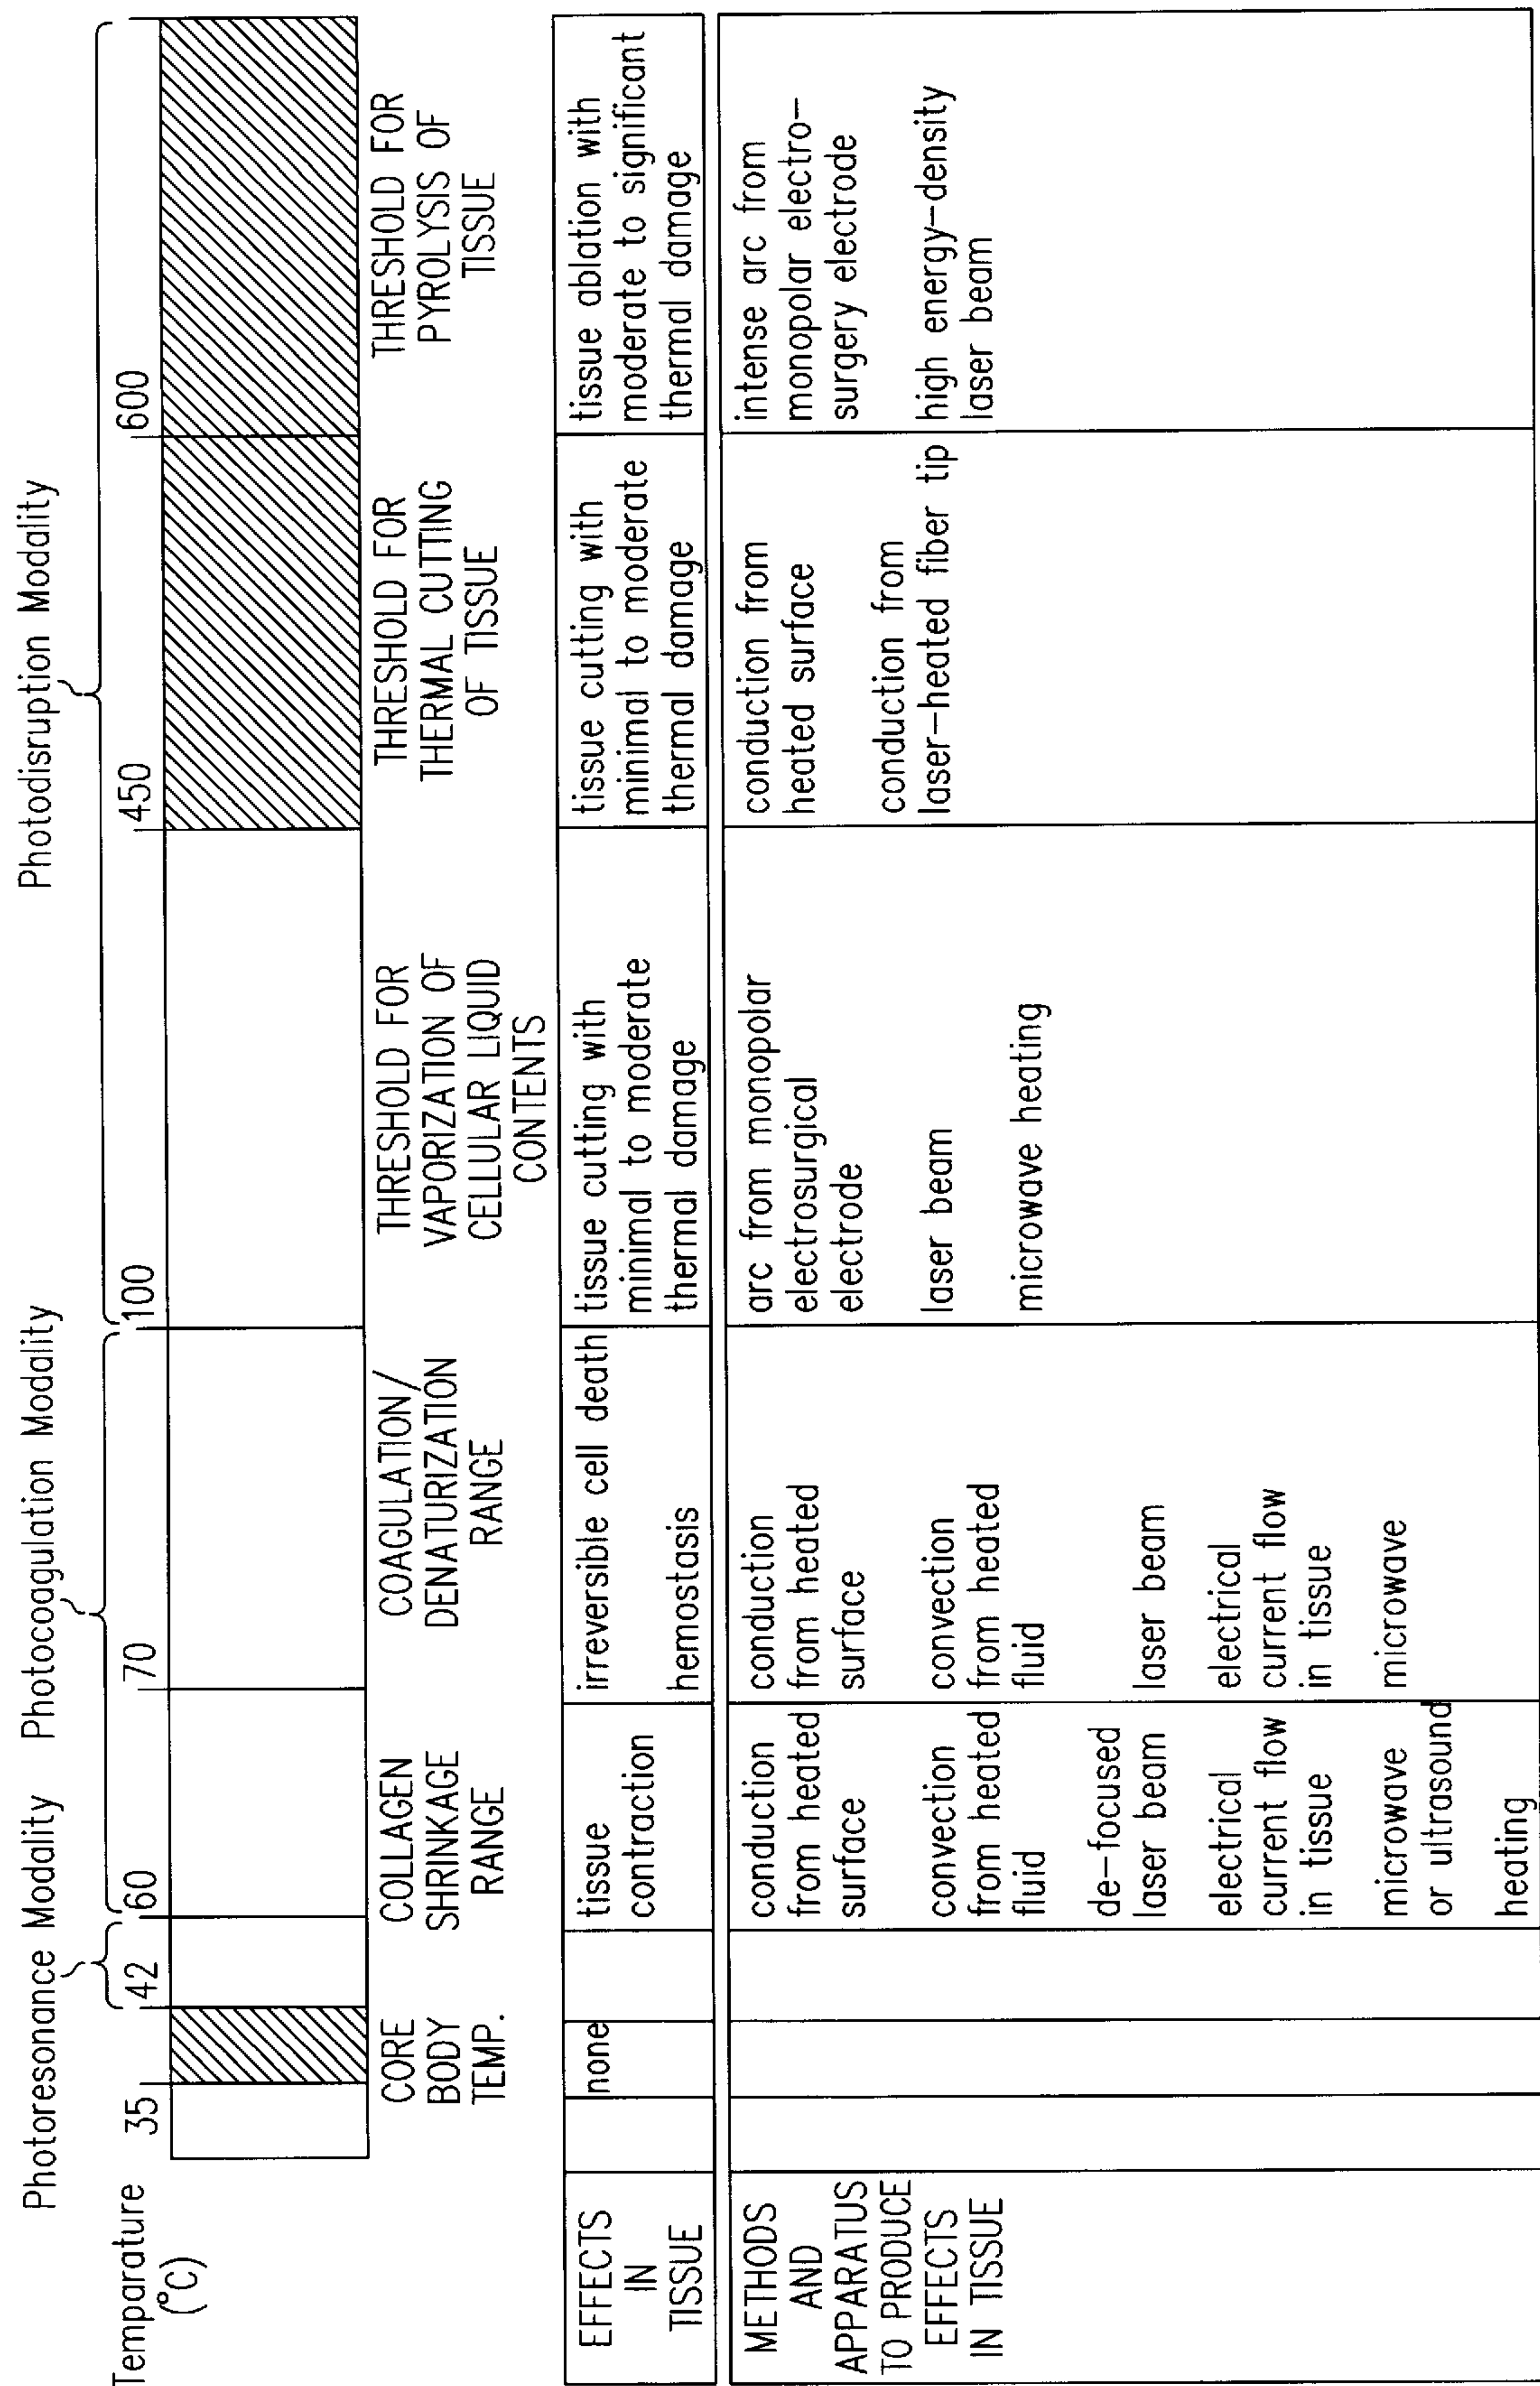 Photoresonance Modality
Photocoagulation Modality
Photodisruption Modality
Temparature
(°C)
35
42
60
70
100
450
600
CORE
BODY
TEMP.
COLLAGEN
SHRINKAGE
RANGE
COAGULATION/
DENATURIZATION
RANGE
THRESHOLD FOR
VAPORIZATION OF
CELLULAR LIQUID
CONTENTS
THRESHOLD FOR
THERMAL CUTTING
OF TISSUE
THRESHOLD FOR
PYROLYSIS OF
TISSUE
EFFECTS
IN
TISSUE
none
tissue
contraction
irreversible cell death
hemostasis
tissue cutting with
minimal to moderate
thermal damage
tissue cutting with
minimal to moderate
thermal damage
tissue ablation with
moderate to significant
thermal damage
METHODS
AND
APPARATUS
TO PRODUCE
EFFECTS
IN TISSUE
conduction
from heated
surface
convection
from heated
fluid
de-focused
laser beam
electrical
current flow
in tissue
microwave
or ultrasound
heating
conduction
from heated
surface
convection
from heated
fluid
laser beam
electrical
current flow
in tissue
microwave
arc from monopolar
electrosurgical
electrode
laser beam
microwave heating
conduction from
heated surface
conduction from
laser-heated fiber tip
intense arc from
monopolar electro-
surgery electrode
high energy-density
laser beam